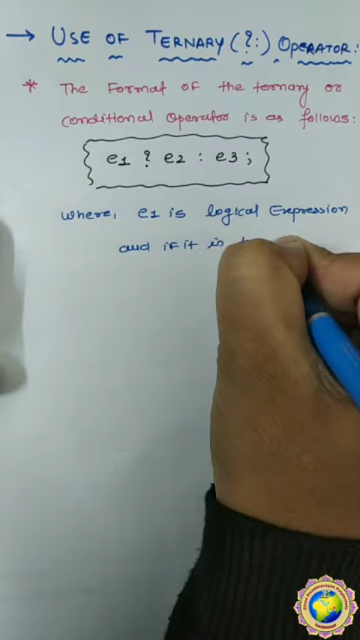 → USE OF TERNARY (?:) OPERATOR:
* The Format of the ternary or
conditional Operator is as follows:
e1 ? e2 : e3 ;
where, e1 is logical Expression
and if it is